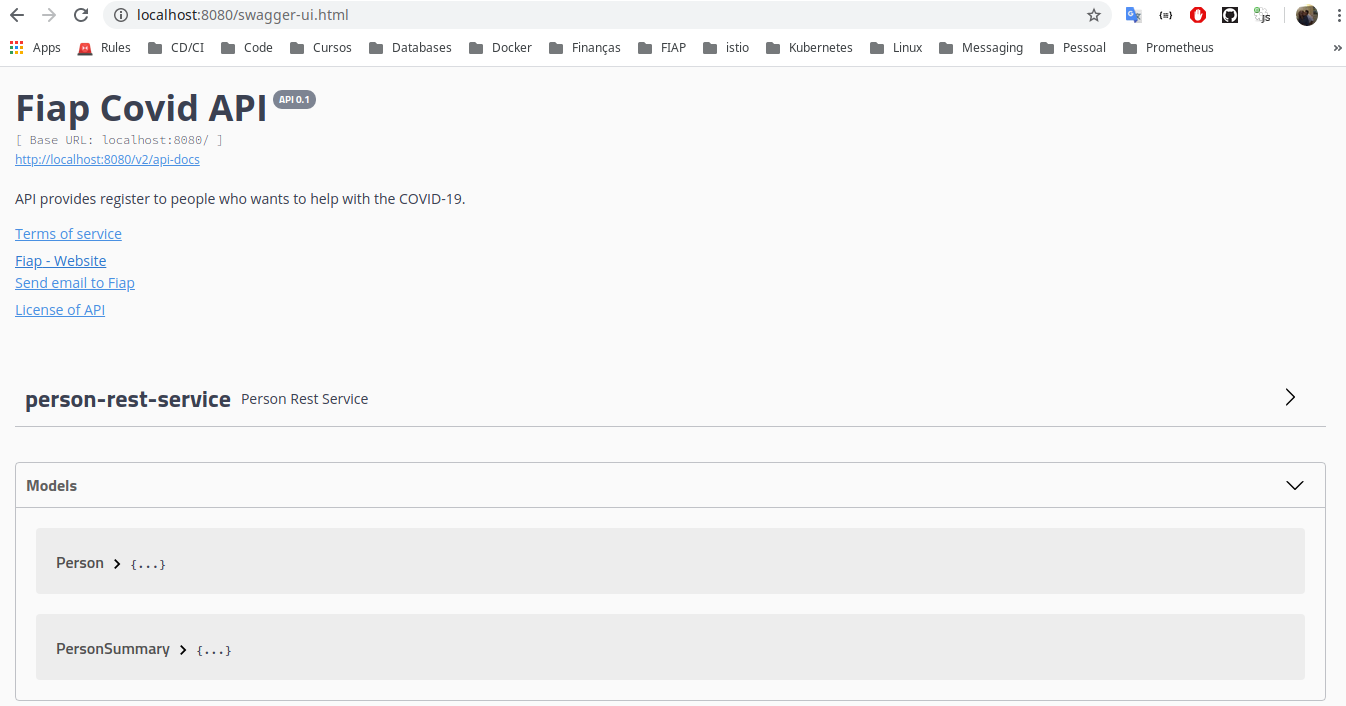 localhost:8080/swagger-ui.html
Apps Rules CD/CI Code Cursos Databases Docker Finanças FIAP istio Kubernetes Linux Messaging Pessoal Prometheus »
Fiap Covid API API 0.1
[ Base URL: localhost:8080/ ]
http://localhost:8080/v2/api-docs
API provides register to people who wants to help with the COVID-19.
Terms of service
Fiap - Website
Send email to Fiap
License of API
person-rest-service Person Rest Service
Models
Person > {...}
PersonSummary > {...}